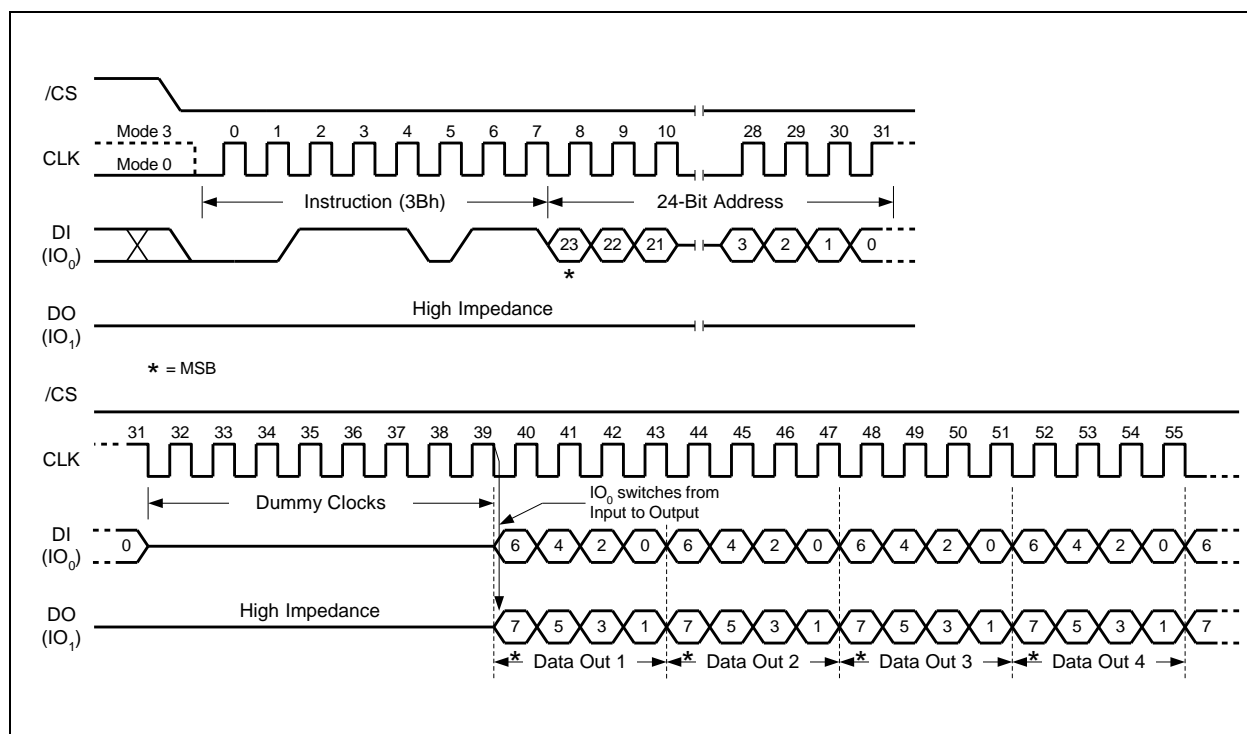 /CS
Mode 3
0 1 2 3 4 5 6 7 8 9 10 28 29 30 31
CLK
Mode 0
Instruction (3Bh) 24-Bit Address
DI
(IO₀)
23 22 21 3 2 1 0
*
High Impedance
DO
(IO₁)
* = MSB
/CS
31 32 33 34 35 36 37 38 39 40 41 42 43 44 45 46 47 48 49 50 51 52 53 54 55
CLK
Dummy Clocks
IO₀ switches from
Input to Output
DI
(IO₀)
0 6 4 2 0 6 4 2 0 6 4 2 0 6 4 2 0 6
High Impedance
DO
(IO₁)
7 5 3 1 7 5 3 1 7 5 3 1 7 5 3 1 7
* Data Out 1 * Data Out 2 * Data Out 3 * Data Out 4